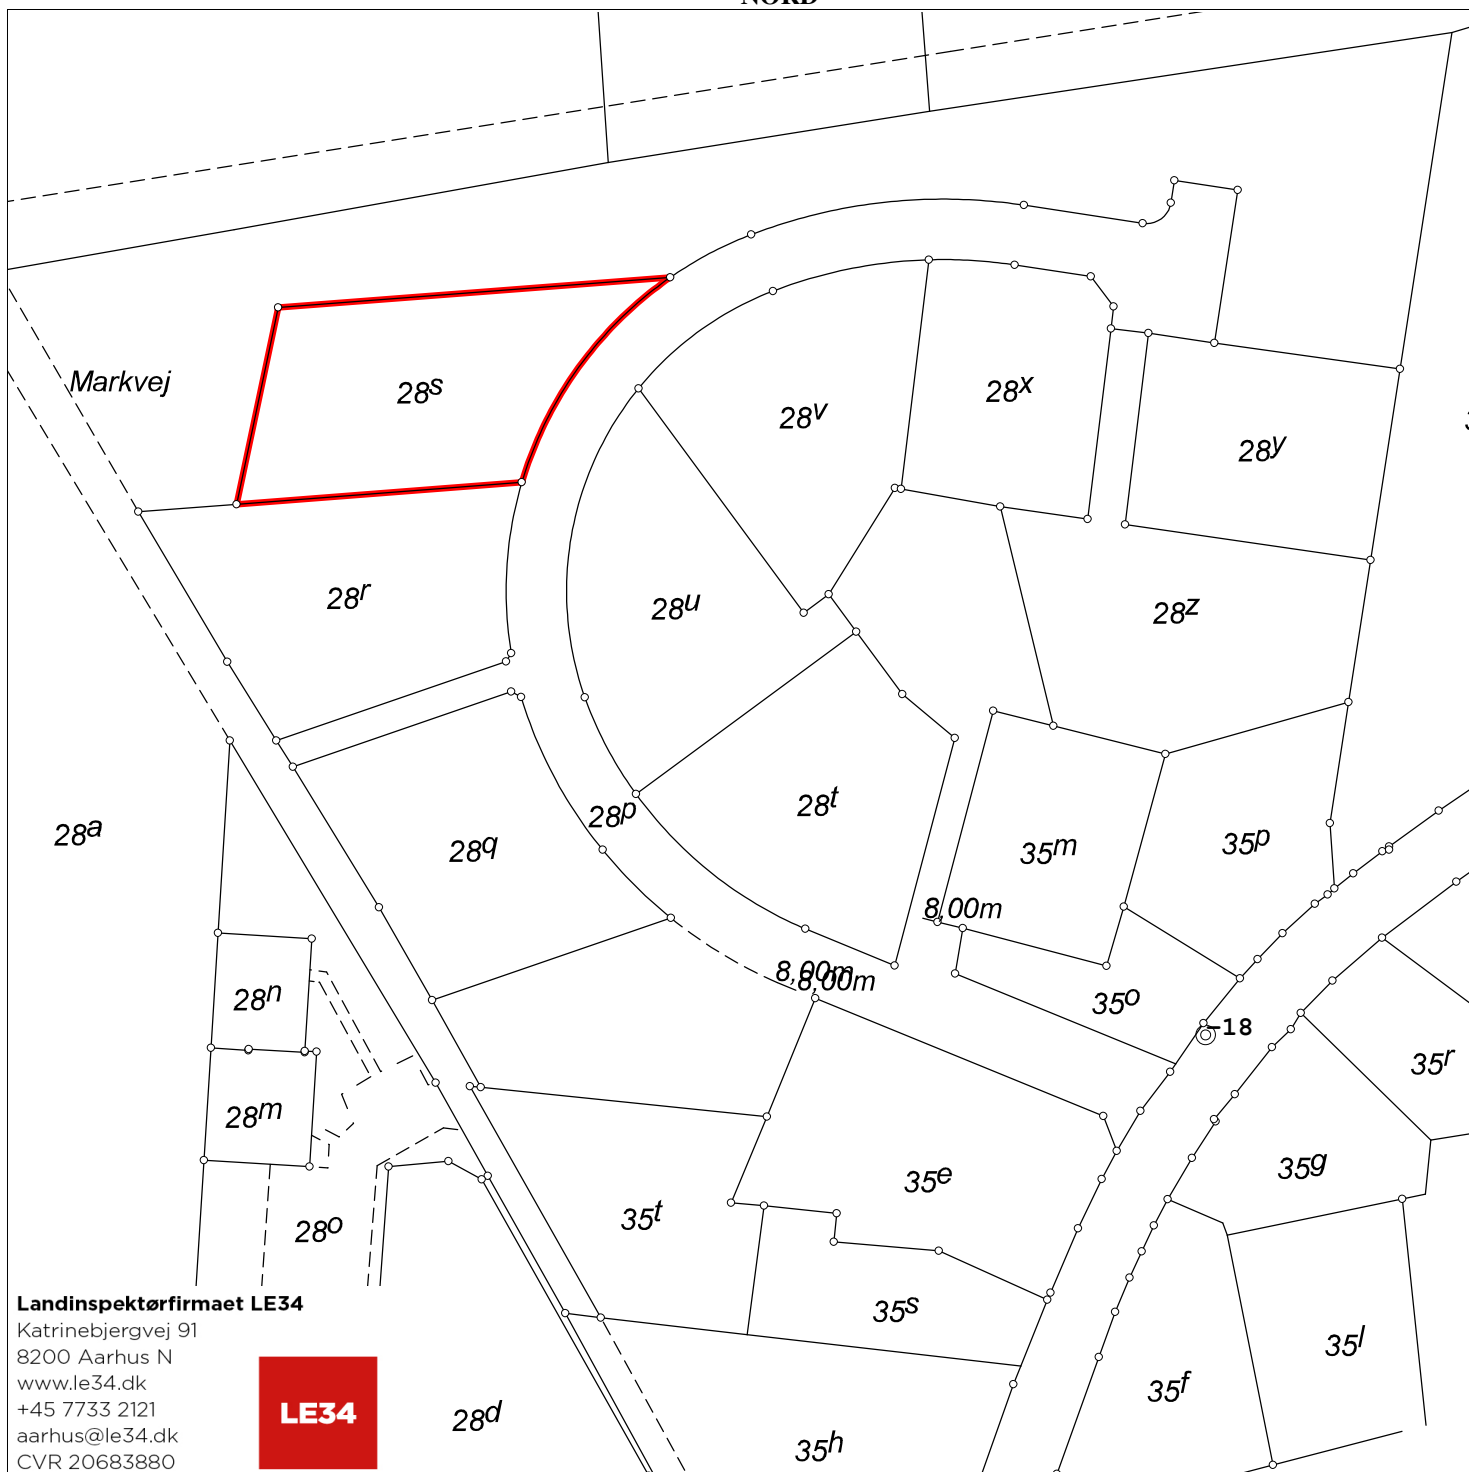 NORD
Markvej
28s
28v
28x
28y
28r
28u
28z
28a
28q
28p
28t
35m
35p
8,00m
8,00m
8,00m
28n
35o
-18
35r
28m
28o
35t
35e
35g
35s
35l
35f
28d
35h
Landinspektørfirmaet LE34
Katrinebjergvej 91
8200 Aarhus N
www.le34.dk
+45 7733 2121
aarhus@le34.dk
CVR 20683880
LE34